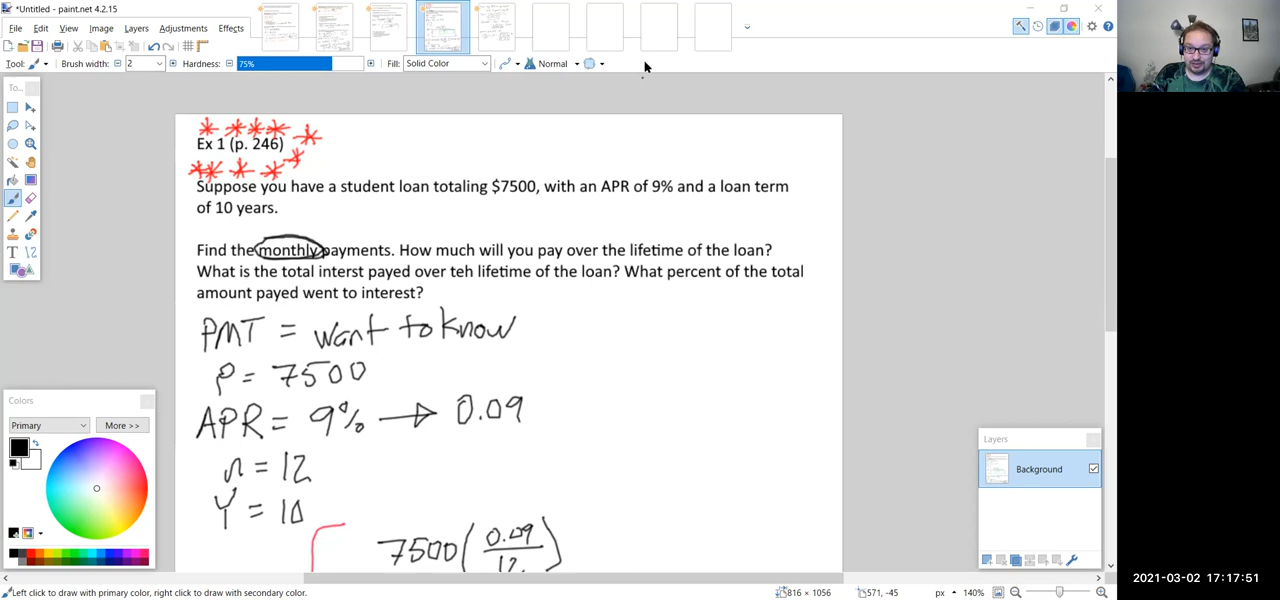 *Untitled - paint.net 4.2.15
File Edit View Image Layers Adjustments Effects
Tool: Brush width: 2 Hardness: 75% Fill: Solid Color Normal
To...
Ex 1 (p. 246)
Suppose you have a student loan totaling $7500, with an APR of 9% and a loan term
of 10 years.
Find the monthly payments. How much will you pay over the lifetime of the loan?
What is the total interst payed over teh lifetime of the loan? What percent of the total
amount payed went to interest?
PMT = want to know
P = 7500
APR = 9% → 0.09
n = 12
Y = 10
7500 ( 0.09
12 )
Colors
Primary More >>
Layers
Background
2021-03-02 17:17:51
Left click to draw with primary color, right click to draw with secondary color. 816 x 1056 571, -45 px 140%